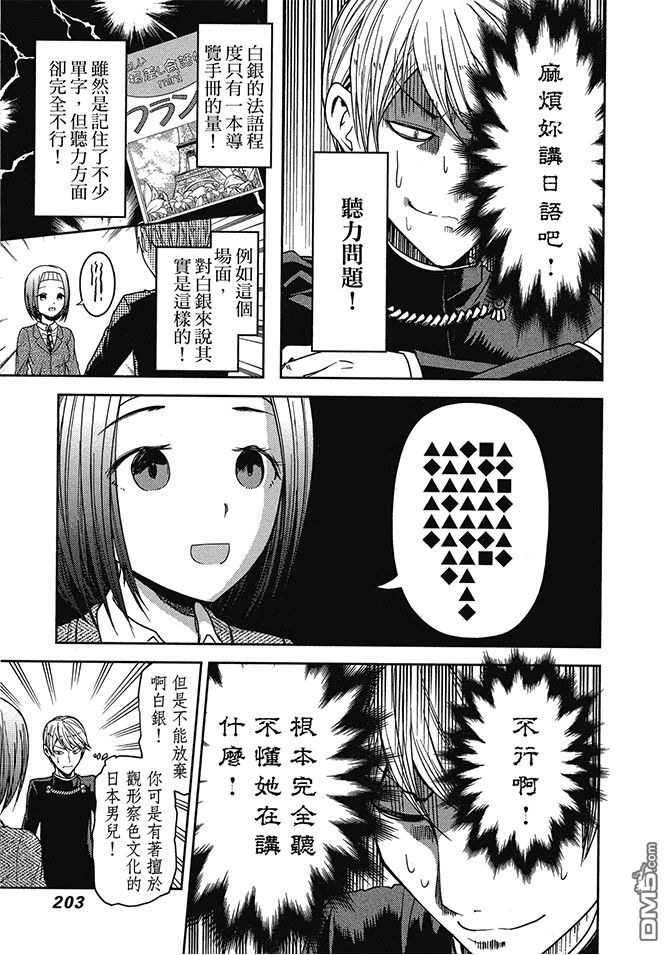 麻煩妳講日語吧！
聽力問題！
白銀的法語程
度只有一本導
覽手冊的量！
雖然是記住了不少
單字，但聽力方面
卻完全不行！
フラン
例如這個
場面，
對白銀來說其
實是這樣的！
不行啊！
根本完全聽
不懂她在講
什麼！
但是不能放棄
啊白銀！
你可是有著擅於
觀形察色文化的
日本男兒！
203
DM5.com